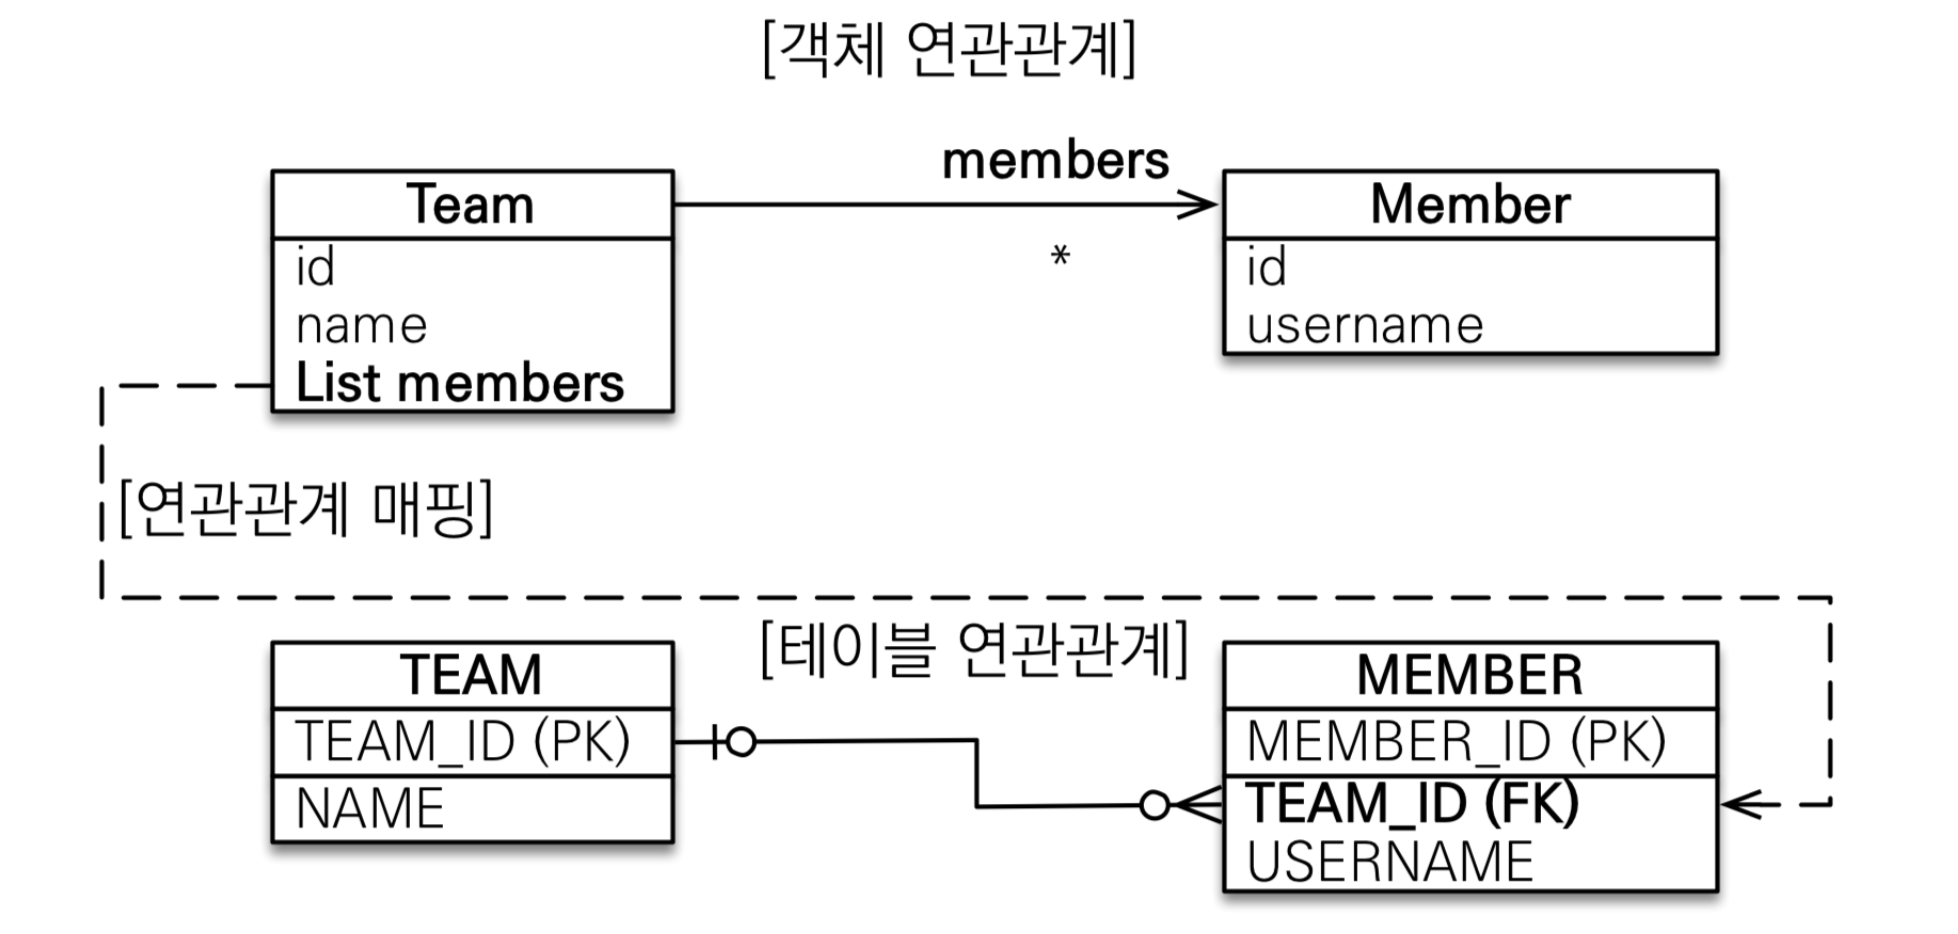 [객체 연관관계]
members
Team
Member
*
id
name
List members
id
username
[연관관계 매핑]
[테이블 연관관계]
TEAM
TEAM_ID (PK)
NAME
MEMBER
MEMBER_ID (PK)
TEAM_ID (FK)
USERNAME